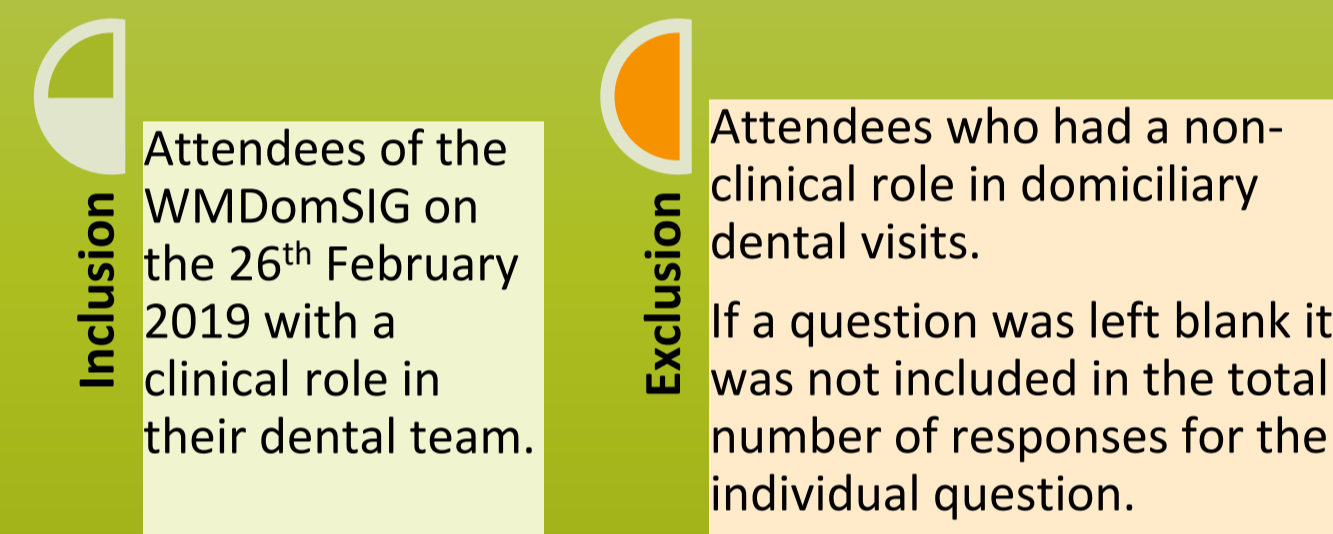 Inclusion
Attendees of the
WMDomSIG on
the 26th February
2019 with a
clinical role in
their dental team.
Exclusion
Attendees who had a non-
clinical role in domiciliary
dental visits.
If a question was left blank it
was not included in the total
number of responses for the
individual question.